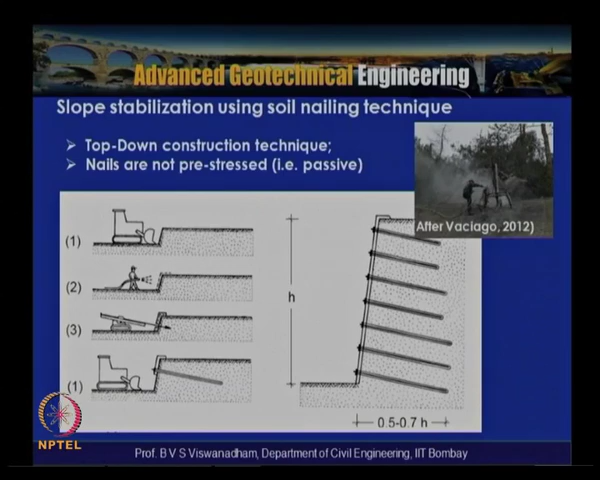 Advanced Geotechnical Engineering
Slope stabilization using soil nailing technique
➢ Top-Down construction technique;
➢ Nails are not pre-stressed (i.e. passive)
After Vaciago, 2012)
(1)
(2)
(3)
(1)
h
0.5-0.7 h
NPTEL
Prof. B V S Viswanadham, Department of Civil Engineering, IIT Bombay